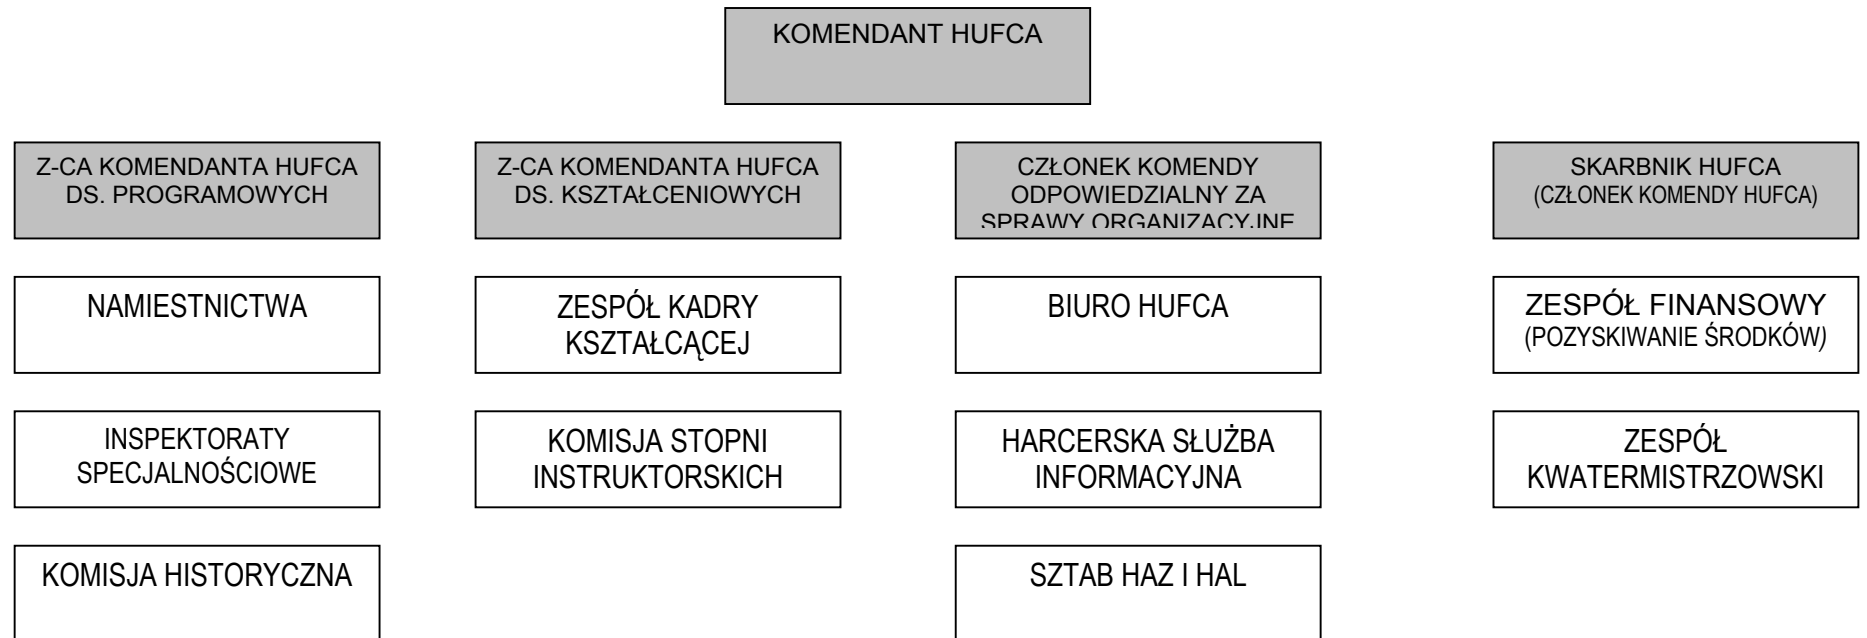 KOMENDANT HUFCA
Z-CA KOMENDANTA HUFCA
DS. PROGRAMOWYCH
Z-CA KOMENDANTA HUFCA
DS. KSZTAŁCENIOWYCH
CZŁONEK KOMENDY
ODPOWIEDZIALNY ZA
SPRAWY ORGANIZACYJNE
SKARBNIK HUFCA
(CZŁONEK KOMENDY HUFCA)
NAMIESTNICTWA
ZESPÓŁ KADRY
KSZTAŁCĄCEJ
BIURO HUFCA
ZESPÓŁ FINANSOWY
(POZYSKIWANIE ŚRODKÓW)
INSPEKTORATY
SPECJALNOŚCIOWE
KOMISJA STOPNI
INSTRUKTORSKICH
HARCERSKA SŁUŻBA
INFORMACYJNA
ZESPÓŁ
KWATERMISTRZOWSKI
KOMISJA HISTORYCZNA
SZTAB HAZ I HAL